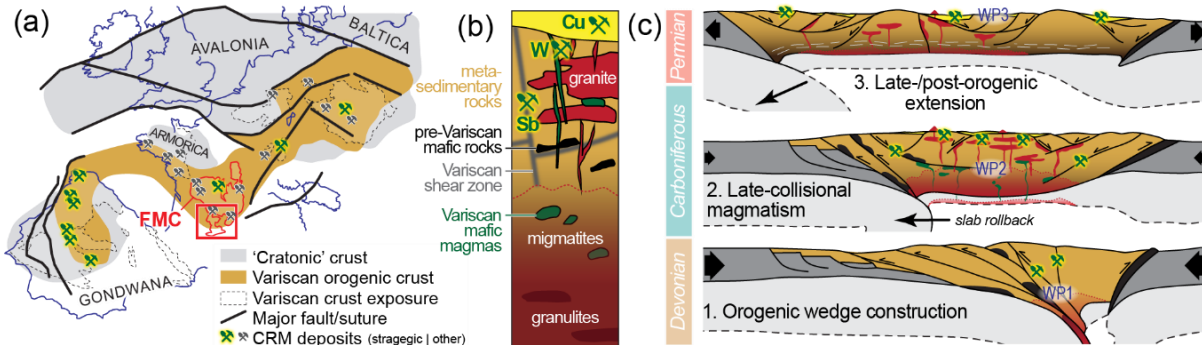 (a)
BALTICA
AVALONIA
ARMORICA
FMC
GONDWANA
'Cratonic' crust
Variscan orogenic crust
Variscan crust exposure
Major fault/suture
CRM deposits (stragegic | other)
(b)
Cu
W
granite
Sb
meta-
sedimentary
rocks
pre-Variscan
mafic rocks
Variscan
shear zone
Variscan
mafic
magmas
migmatites
granulites
(c)
Permian
WP3
3. Late-/post-orogenic
extension
Carboniferous
WP2
2. Late-collisional
magmatism
slab rollback
Devonian
WP1
1. Orogenic wedge construction